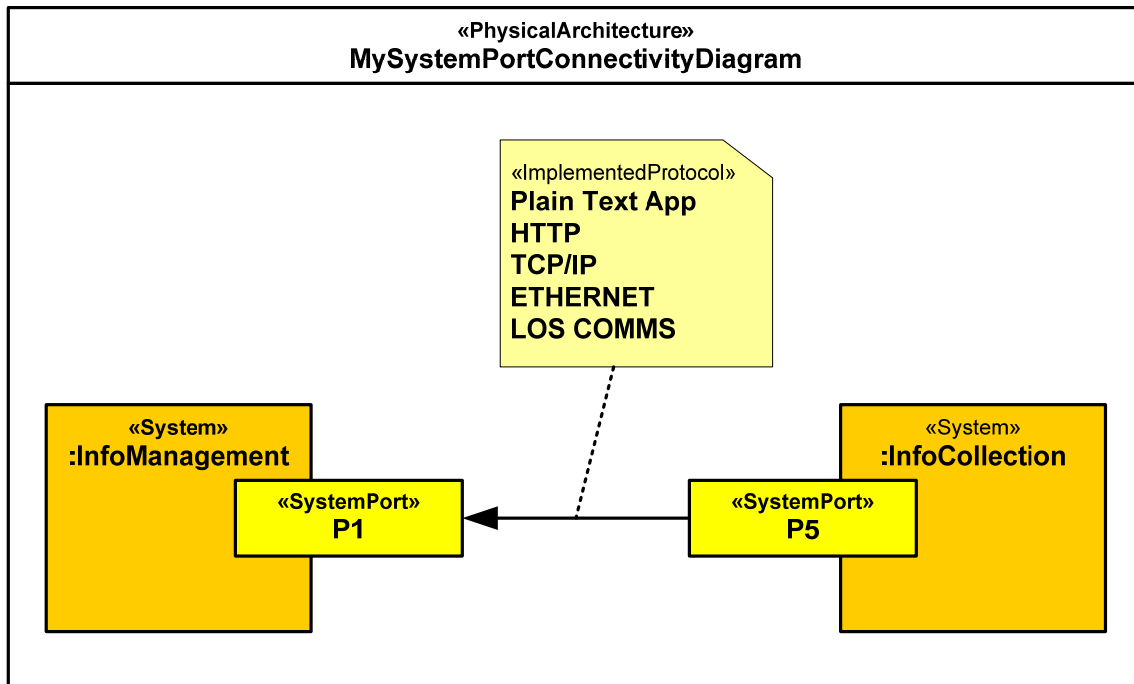 «PhysicalArchitecture»
MySystemPortConnectivityDiagram
«ImplementedProtocol»
Plain Text App
HTTP
TCP/IP
ETHERNET
LOS COMMS
«System»
:InfoManagement
«SystemPort»
P1
«System»
:InfoCollection
«SystemPort»
P5